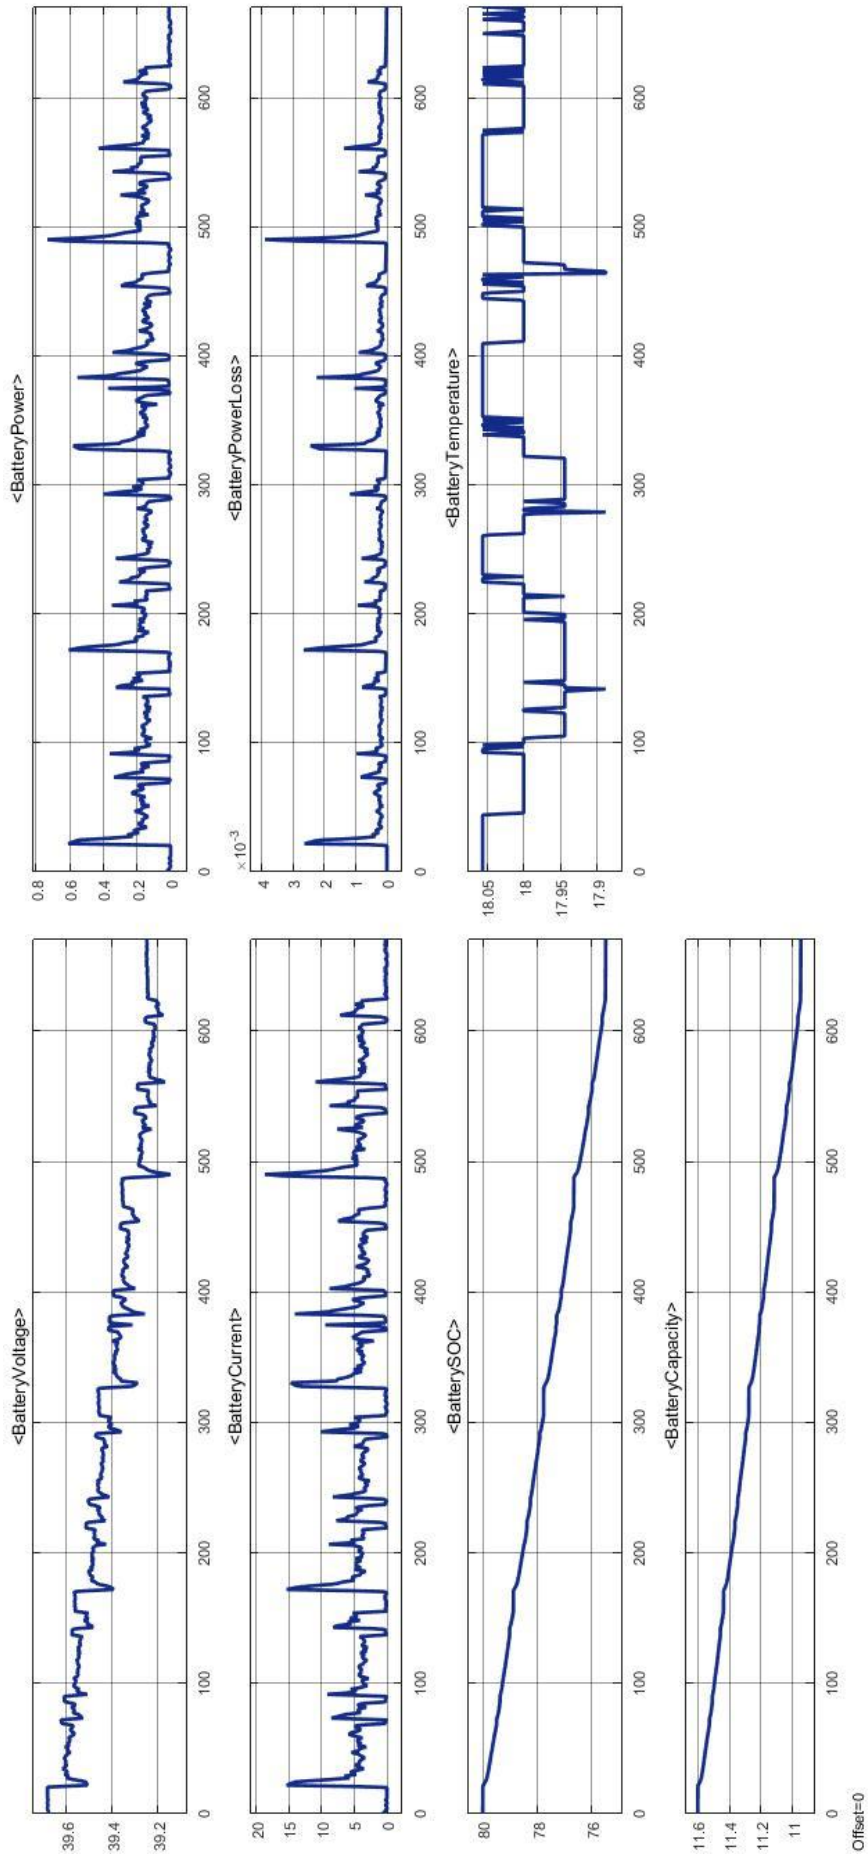 <BatteryVoltage>
39.6
39.4
39.2
0 100 200 300 400 500 600
<BatteryCurrent>
20
15
10
5
0
0 100 200 300 400 500 600
<BatterySOC>
80
78
76
0 100 200 300 400 500 600
<BatteryCapacity>
11.6
11.4
11.2
11
0 100 200 300 400 500 600
Offset=0
<BatteryPower>
0.8
0.6
0.4
0.2
0
0 100 200 300 400 500 600
×10-3
<BatteryPowerLoss>
4
3
2
1
0
0 100 200 300 400 500 600
<BatteryTemperature>
18.05
18
17.95
17.9
0 100 200 300 400 500 600